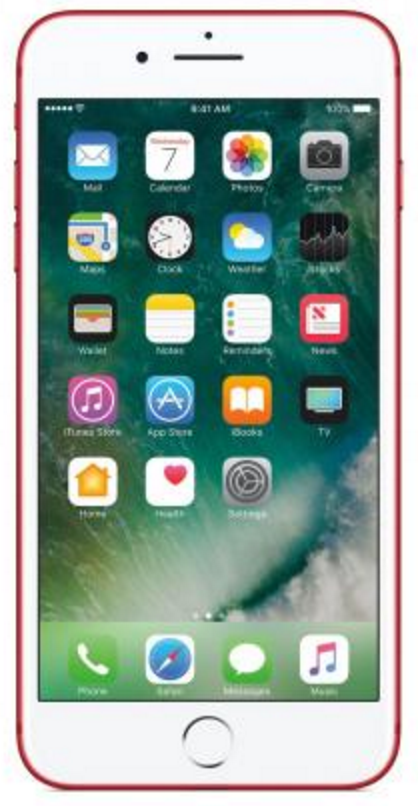 9:41 AM 100%
Wednesday
7
Mail Calendar Photos Camera
280
Maps Clock Weather Stocks
Wallet Notes Reminders News
iTunes Store App Store iBooks TV
Home Health Settings
Phone Safari Messages Music